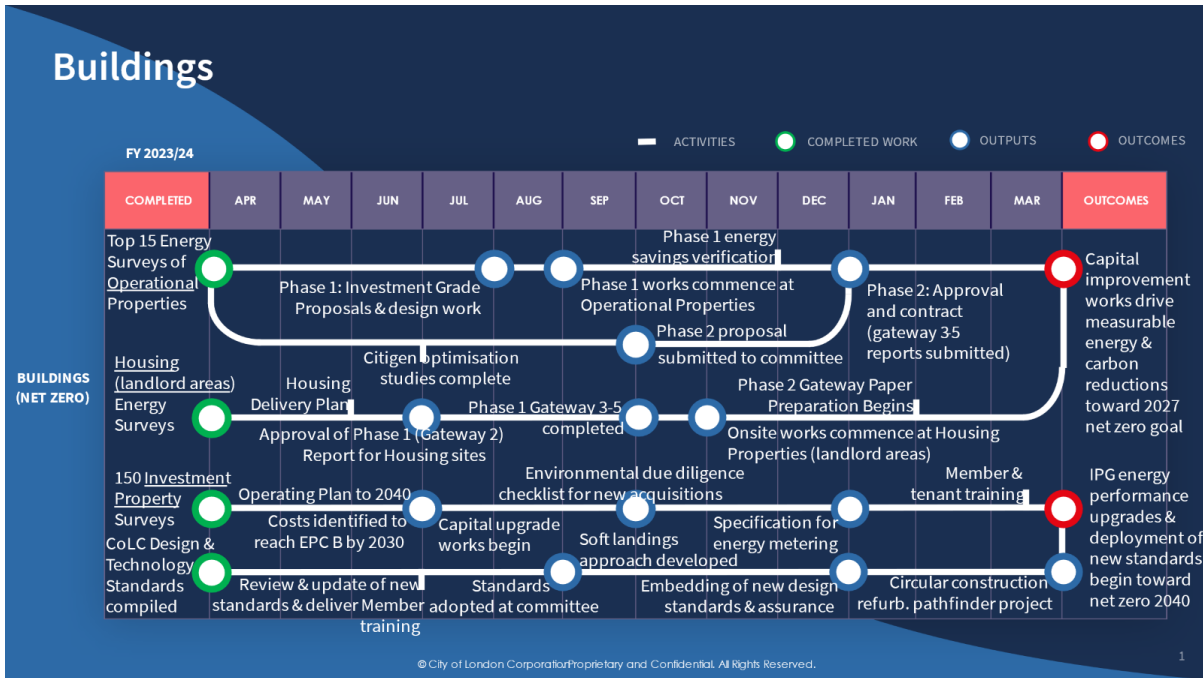 Buildings
FY 2023/24
ACTIVITIES
COMPLETED WORK
OUTPUTS
OUTCOMES
COMPLETED
APR
MAY
JUN
JUL
AUG
SEP
OCT
NOV
DEC
JAN
FEB
MAR
OUTCOMES
BUILDINGS
(NET ZERO)
Top 15 Energy
Surveys of
Operational
Properties
Phase 1: Investment Grade
Proposals & design work
Phase 1 energy
savings verification
Phase 1 works commence at
Operational Properties
Phase 2 proposal
submitted to committee
Phase 2: Approval
and contract
(gateway 3-5
reports submitted)
Citigen optimisation
studies complete
Capital
improvement
works drive
measurable
energy &
carbon
reductions
toward 2027
net zero goal
Housing
(landlord areas)
Energy
Surveys
Housing
Delivery Plan
Approval of Phase 1 (Gateway 2)
Report for Housing sites
Phase 1 Gateway 3-5
completed
Phase 2 Gateway Paper
Preparation Begins
Onsite works commence at Housing
Properties (landlord areas)
150 Investment
Property
Surveys
Operating Plan to 2040
Costs identified to
reach EPC B by 2030
Capital upgrade
works begin
Environmental due diligence
checklist for new acquisitions
Soft landings
approach developed
Specification for
energy metering
Member &
tenant training
IPG energy
performance
upgrades &
deployment of
new standards
begin toward
net zero 2040
CoLC Design &
Technology
Standards
compiled
Review & update of new
standards & deliver Member
training
Standards
adopted at committee
Embedding of new design
standards & assurance
Circular construction
refurb. pathfinder project
© City of London Corporation Proprietary and Confidential. All Rights Reserved.
1